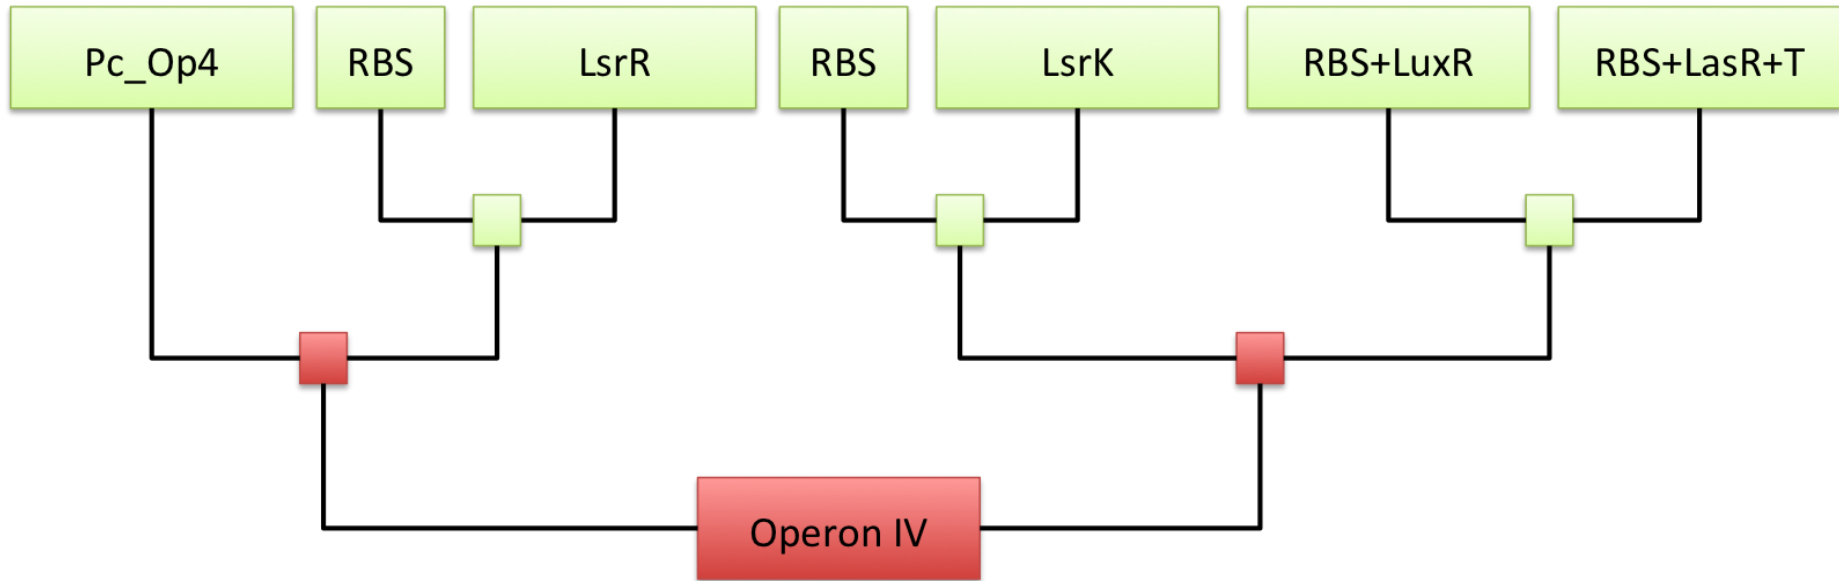 Pc_Op4
RBS
LsrR
RBS
LsrK
RBS+LuxR
RBS+LasR+T
Operon IV